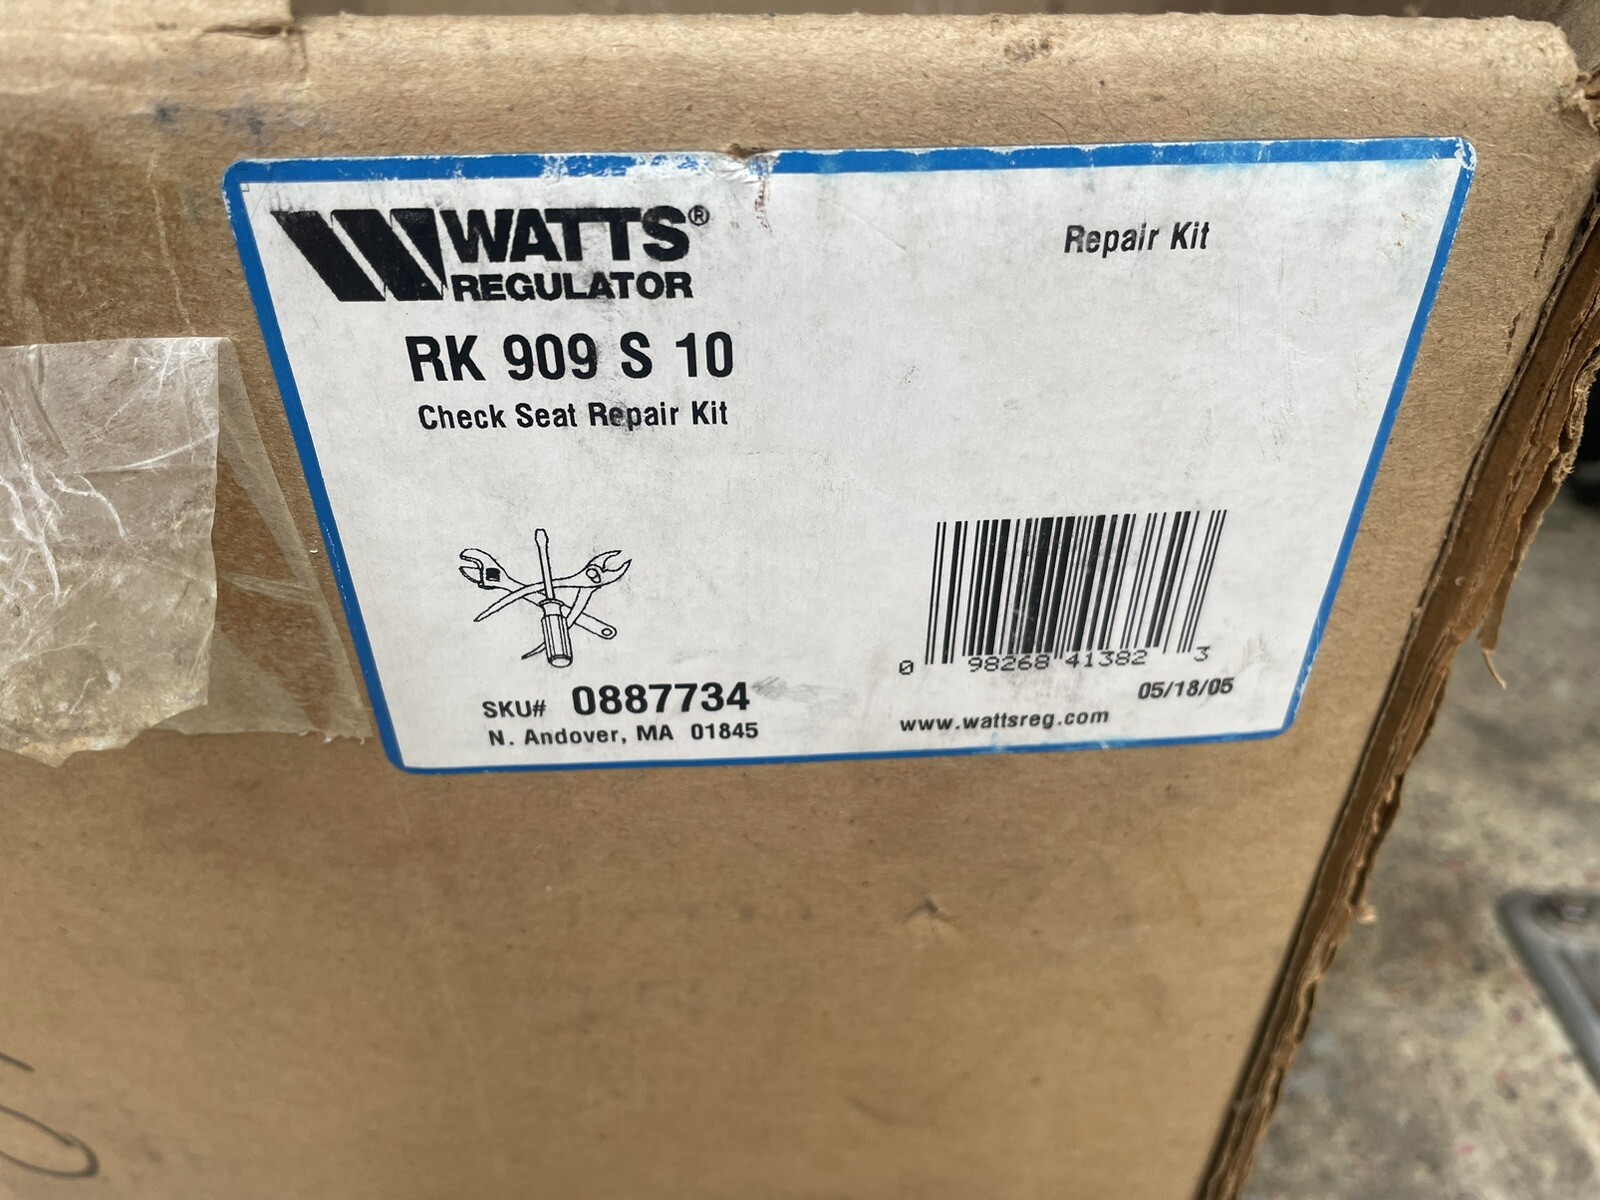 WATTS®
REGULATOR
Repair Kit
RK 909 S 10
Check Seat Repair Kit
0 98268 41382 3
SKU# 0887734
05/18/05
N. Andover, MA 01845
www.wattsreg.com